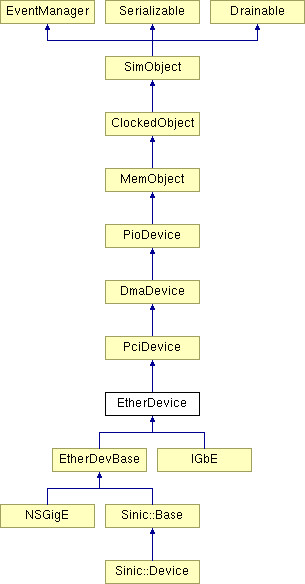 EventManager Serializable Drainable
SimObject
ClockedObject
MemObject
PioDevice
DmaDevice
PciDevice
EtherDevice
EtherDevBase IGbE
NSGigE Sinic::Base
Sinic::Device